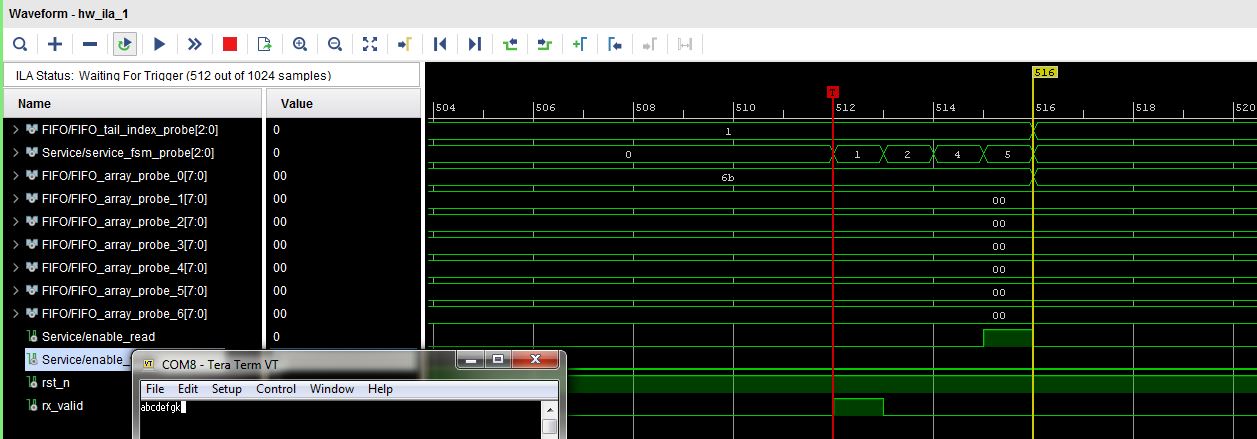 Waveform - hw_ila_1
ILA Status: Waiting For Trigger (512 out of 1024 samples)
516
Name Value T 504 506 508 510 512 514 516 518 520
FIFO/FIFO_tail_index_probe[2:0] 0 1
Service/service_fsm_probe[2:0] 0 0 1 2 4 5
FIFO/FIFO_array_probe_0[7:0] 00 6b
FIFO/FIFO_array_probe_1[7:0] 00 00
FIFO/FIFO_array_probe_2[7:0] 00 00
FIFO/FIFO_array_probe_3[7:0] 00 00
FIFO/FIFO_array_probe_4[7:0] 00 00
FIFO/FIFO_array_probe_5[7:0] 00 00
FIFO/FIFO_array_probe_6[7:0] 00 00
Service/enable_read 0
Service/enable_
VT COM8 - Tera Term VT
rst_n
File Edit Setup Control Window Help
rx_valid
abcdefgk